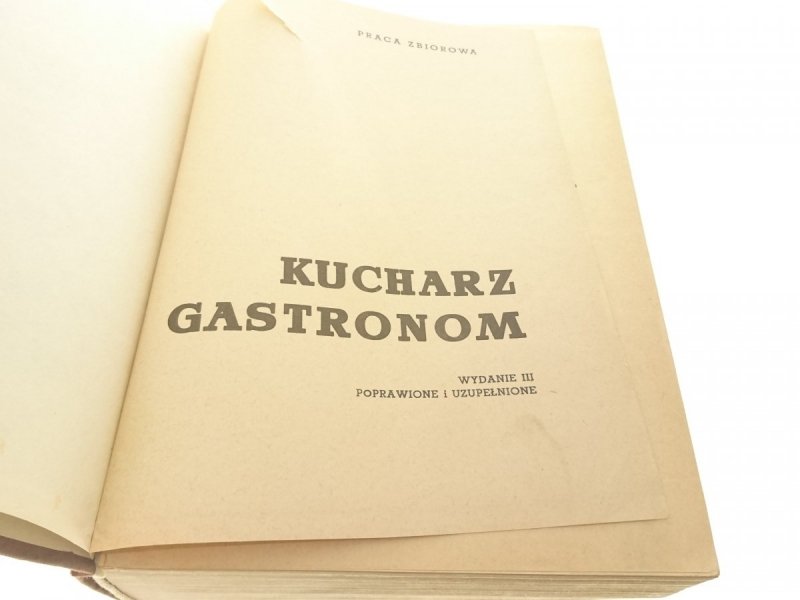 PRACA ZBIOROWA
KUCHARZ
GASTRONOM
WYDANIE III
POPRAWIONE i UZUPEŁNIONE